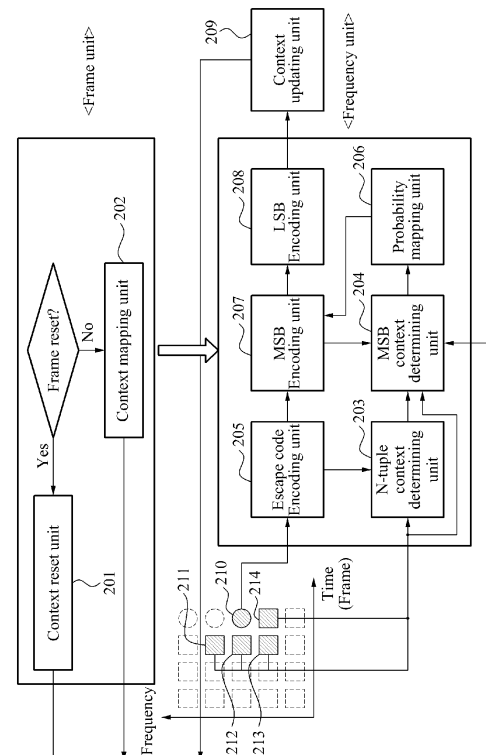 <Frame unit>
Frame reset?
Yes
No
Context reset unit
201
Context mapping unit
202
<Frequency unit>
Context
updating unit
209
Escape code
Encoding unit
205
MSB
Encoding unit
207
LSB
Encoding unit
208
N-tuple
context
determining
unit
203
MSB
context
determining
unit
204
Probability
mapping unit
206
Frequency
Time
(Frame)
211
210
214
212
213